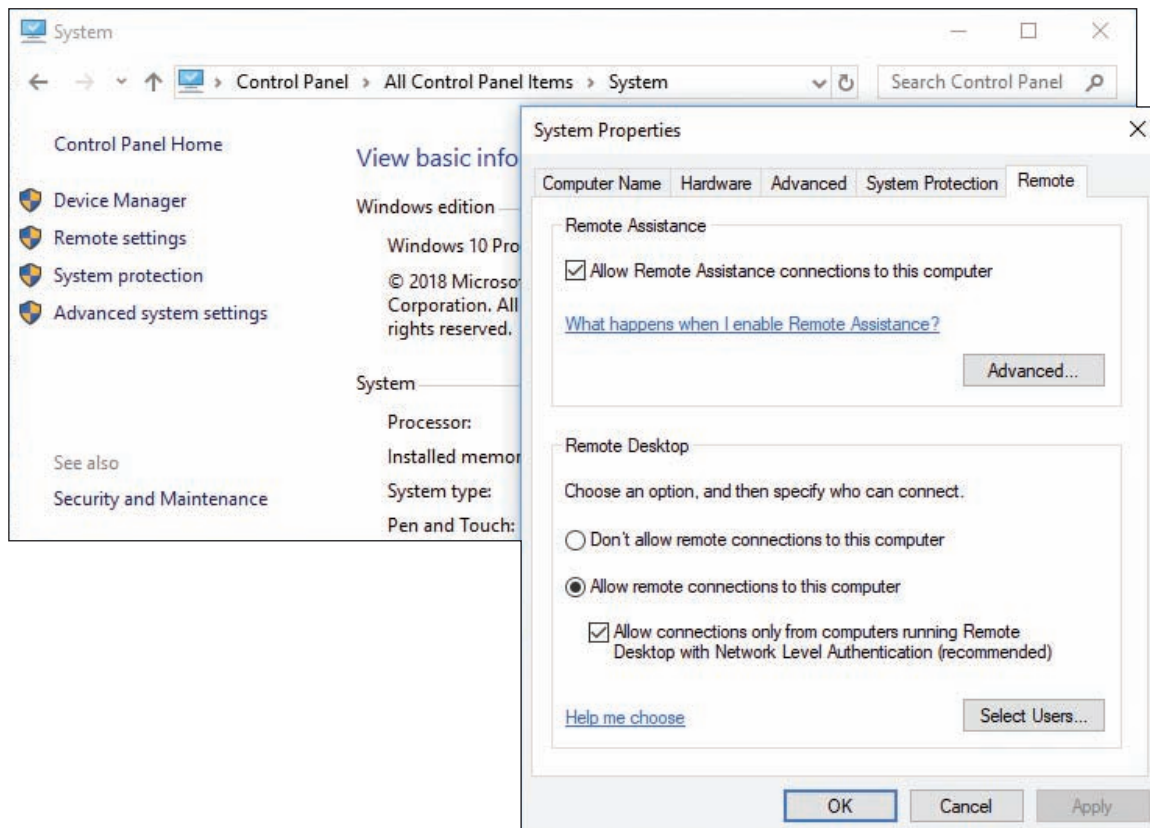 System
Control Panel > All Control Panel Items > System
Search Control Panel
Control Panel Home
Device Manager
Remote settings
System protection
Advanced system settings
See also
Security and Maintenance
View basic info
Windows edition
Windows 10 Pro
© 2018 Microso
Corporation. All
rights reserved.
System
Processor:
Installed memor
System type:
Pen and Touch:
System Properties
Computer Name Hardware Advanced System Protection Remote
Remote Assistance
Allow Remote Assistance connections to this computer
What happens when I enable Remote Assistance?
Advanced...
Remote Desktop
Choose an option, and then specify who can connect.
Don't allow remote connections to this computer
Allow remote connections to this computer
Allow connections only from computers running Remote
Desktop with Network Level Authentication (recommended)
Help me choose
Select Users...
OK Cancel Apply